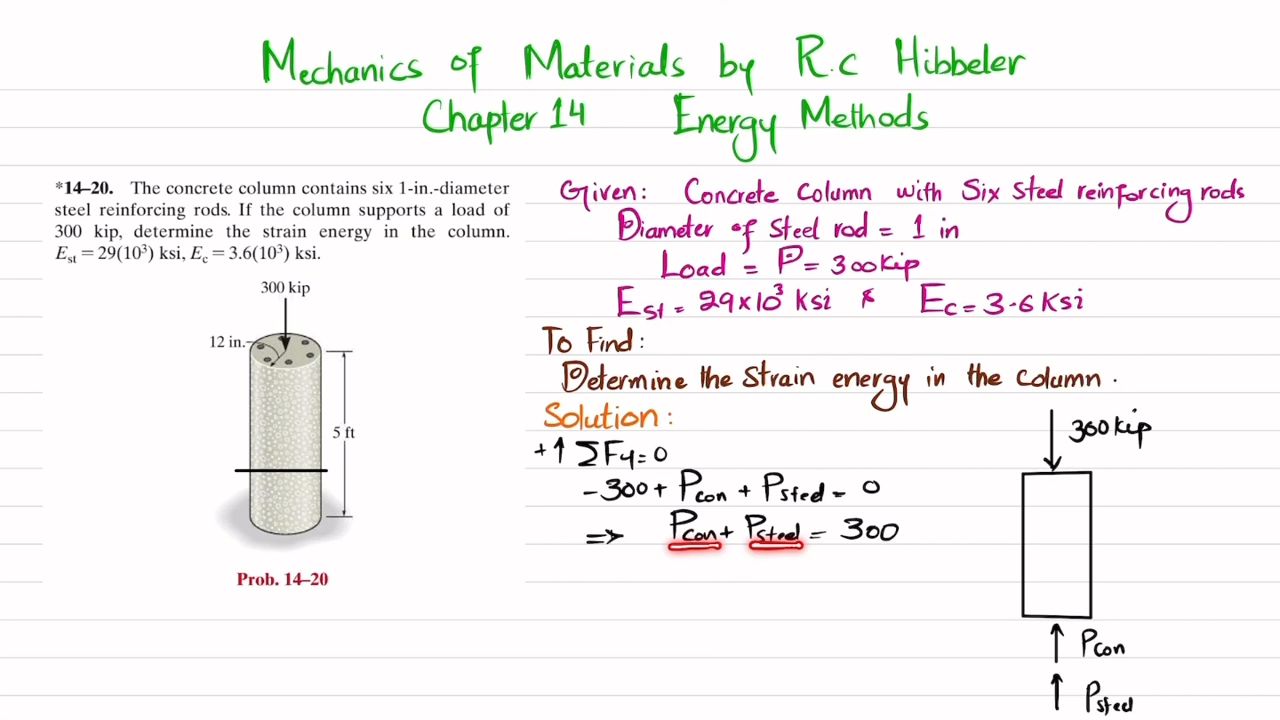 Mechanics of Materials by R.C Hibbeler
Chapter 14 Energy Methods
*14–20. The concrete column contains six 1-in.-diameter
steel reinforcing rods. If the column supports a load of
300 kip, determine the strain energy in the column.
Est = 29(10³) ksi, Ec = 3.6(10³) ksi.
300 kip
12 in.
5 ft
Prob. 14–20
Given: Concrete Column with Six Steel reinforcing rods
Diameter of Steel rod = 1 in
Load = P = 300kip
Est = 29×10³ Ksi & Ec = 3.6 Ksi
To Find:
Determine the Strain energy in the Column.
Solution:
+↑ ΣFy = 0
-300 + Pcon + Psteel = 0
=> Pcon + Psteel = 300
300 kip
Pcon
Psteel